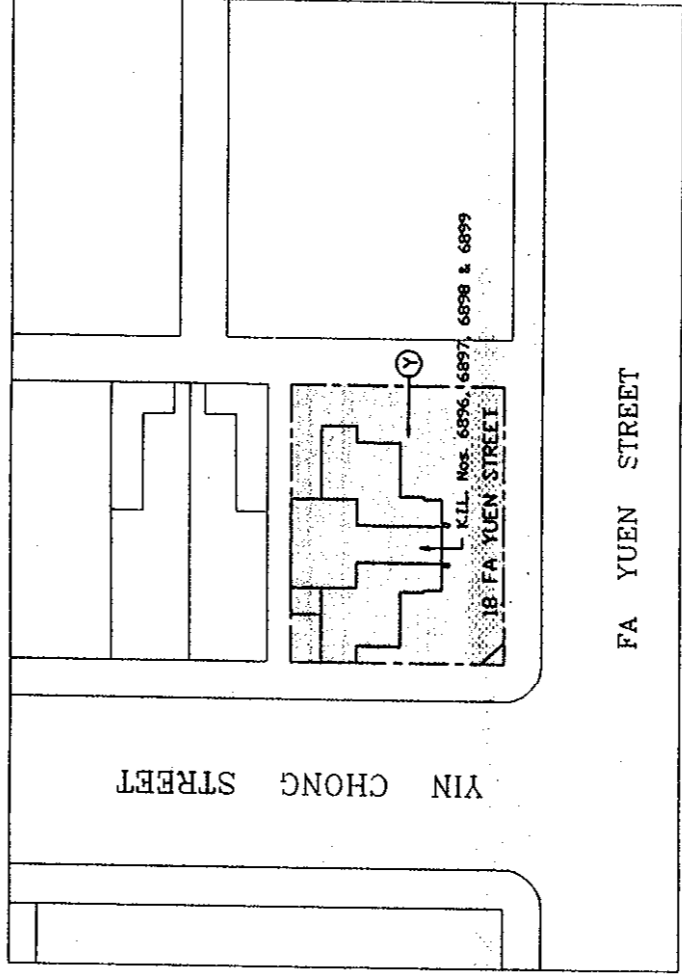 Y
K.I.L. Nos. 6896, 6897, 6898 & 6899
18 FA YUEN STREET
YIN CHONG STREET
FA YUEN STREET